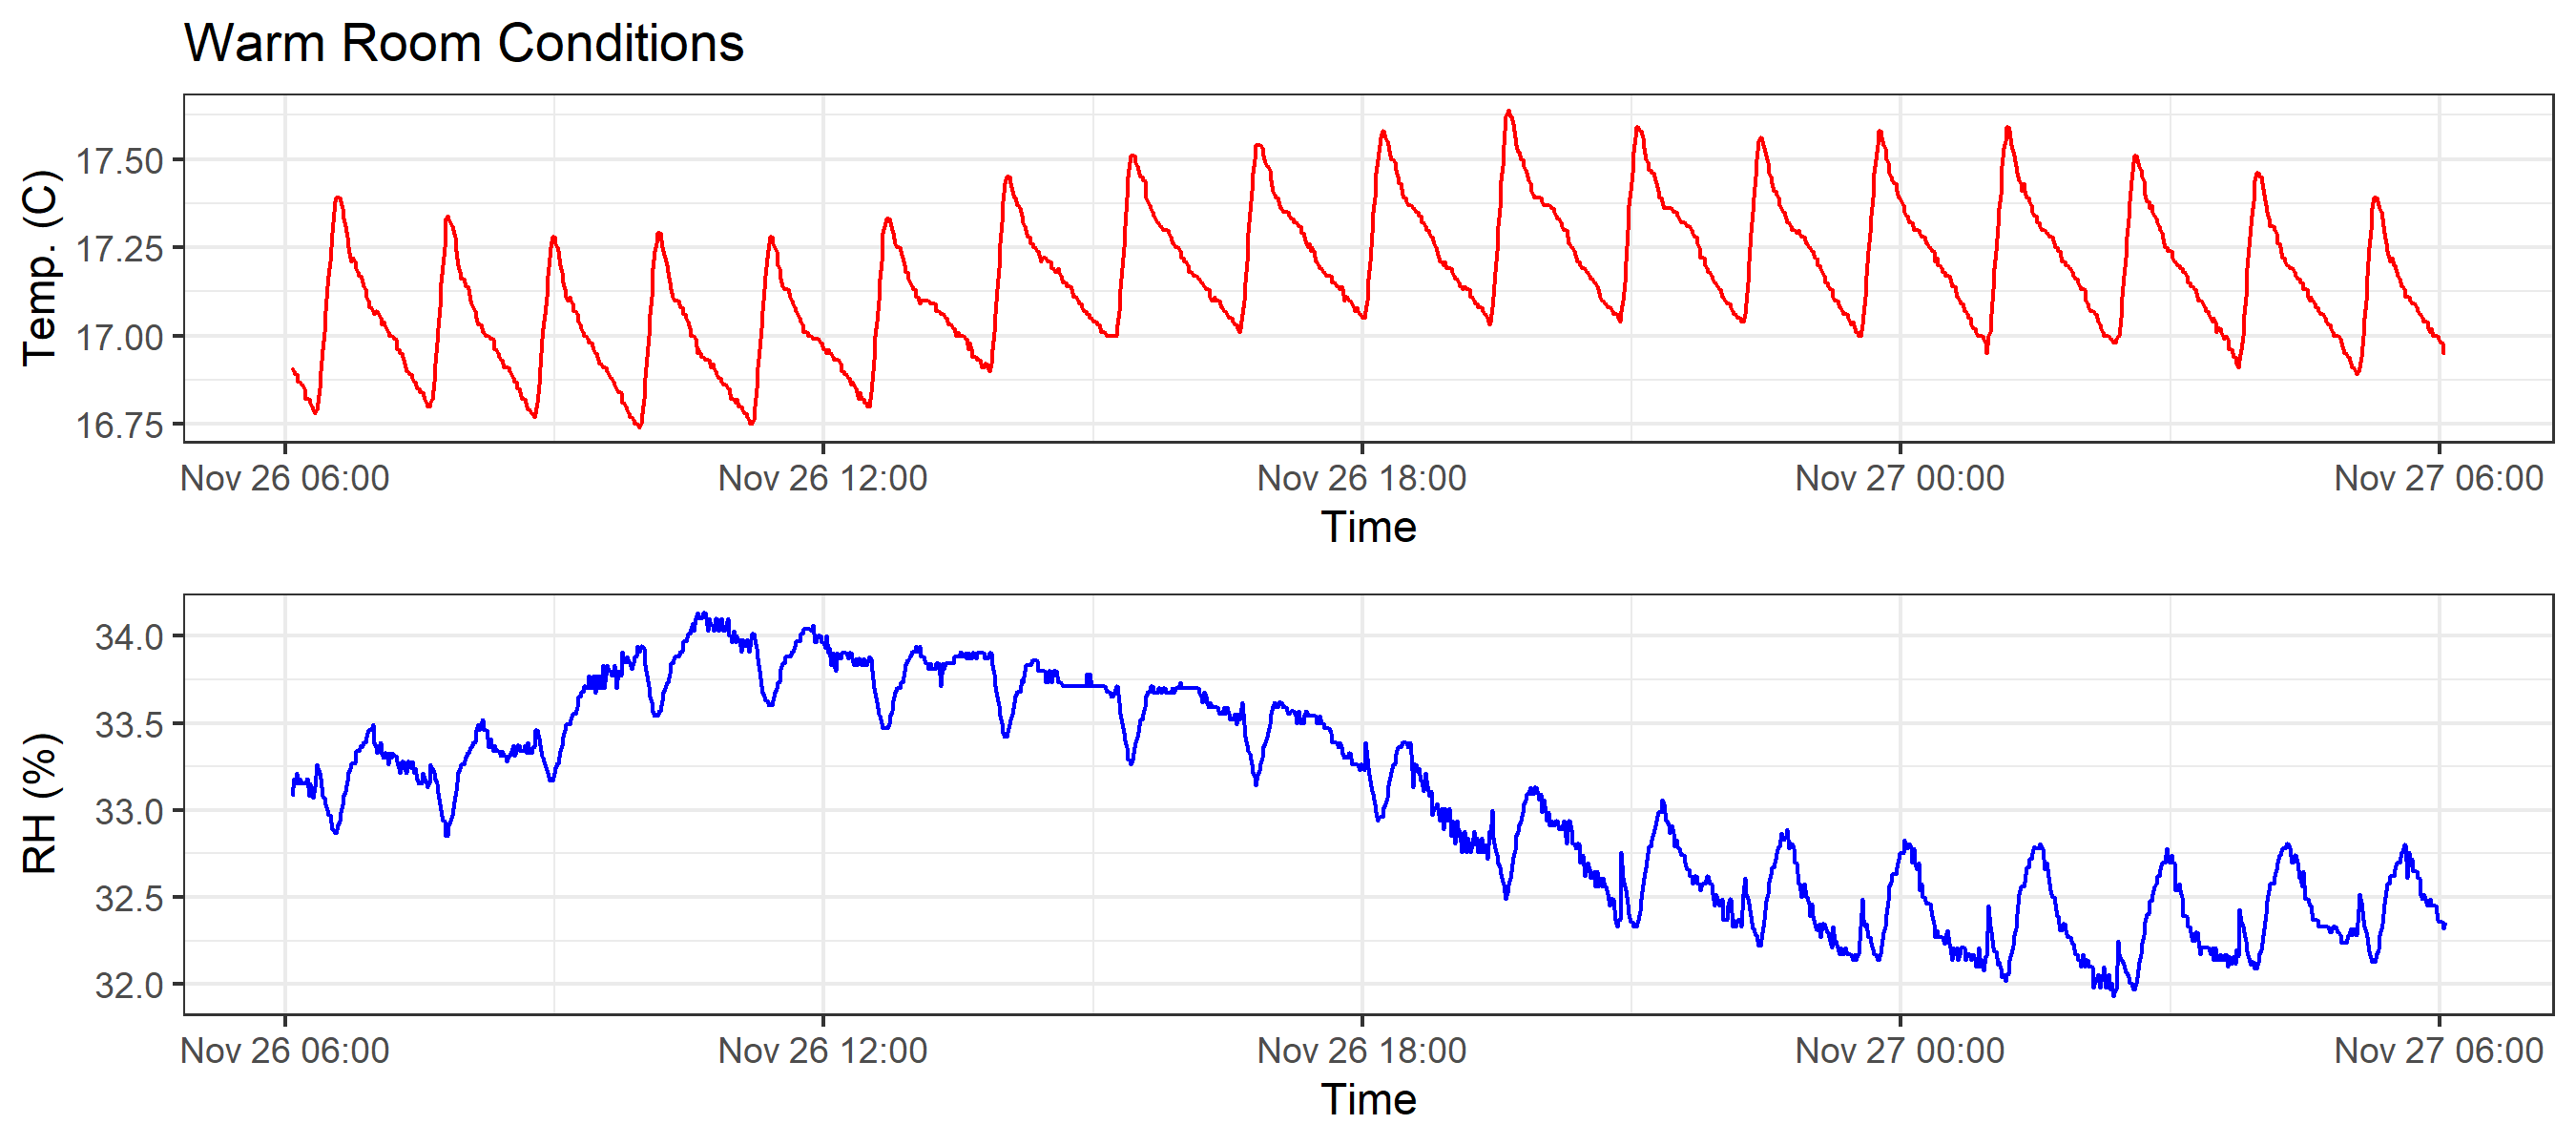 Warm Room Conditions
Temp. (C)
17.50
17.25
17.00
16.75
Nov 26 06:00 Nov 26 12:00 Nov 26 18:00 Nov 27 00:00 Nov 27 06:00
Time
RH (%)
34.0
33.5
33.0
32.5
32.0
Nov 26 06:00 Nov 26 12:00 Nov 26 18:00 Nov 27 00:00 Nov 27 06:00
Time